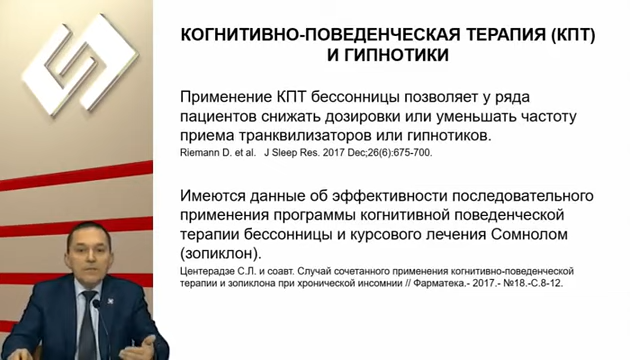 КОГНИТИВНО-ПОВЕДЕНЧЕСКАЯ ТЕРАПИЯ (КПТ)
И ГИПНОТИКИ
Применение КПТ бессонницы позволяет у ряда
пациентов снижать дозировки или уменьшать частоту
приема транквилизаторов или гипнотиков.
Riemann D. et al. J Sleep Res. 2017 Dec;26(6):675-700.
Имеются данные об эффективности последовательного
применения программы когнитивной поведенческой
терапии бессонницы и курсового лечения Сомнолом
(зопиклон).
Центерадзе С.Л. и соавт. Случай сочетанного применения когнитивно-поведенческой
терапии и зопиклона при хронической инсомнии // Фарматека.- 2017.- №18.-С.8-12.